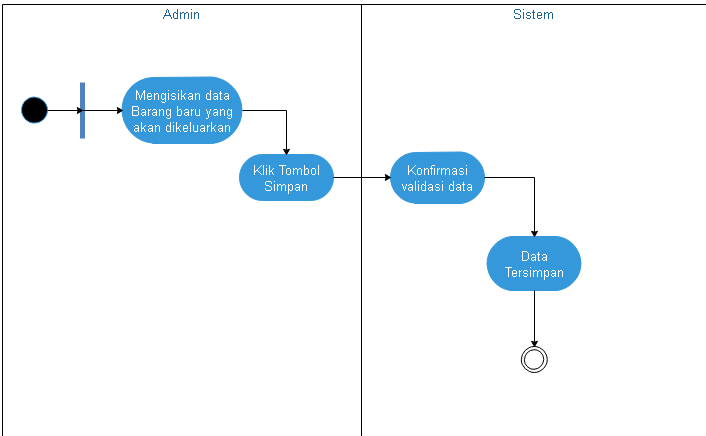 Admin
Sistem
Mengisikan data
Barang baru yang
akan dikeluarkan
Klik Tombol
Simpan
Konfirmasi
validasi data
Data
Tersimpan